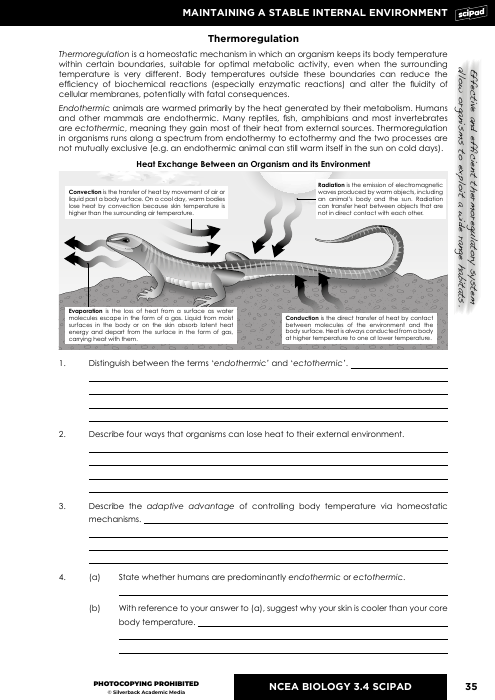 MAINTAINING A STABLE INTERNAL ENVIRONMENT scipad
Thermoregulation
Thermoregulation is a homeostatic mechanism in which an organism keeps its body temperature
within certain boundaries, suitable for optimal metabolic activity, even when the surrounding
temperature is very different. Body temperatures outside these boundaries can reduce the
efficiency of biochemical reactions (especially enzymatic reactions) and alter the fluidity of
cellular membranes, potentially with fatal consequences.
Endothermic animals are warmed primarily by the heat generated by their metabolism. Humans
and other mammals are endothermic. Many reptiles, fish, amphibians and most invertebrates
are ectothermic, meaning they gain most of their heat from external sources. Thermoregulation
in organisms runs along a spectrum from endothermy to ectothermy and the two processes are
not mutually exclusive (e.g. an endothermic animal can still warm itself in the sun on cold days).
Effective and efficient thermoregulatory system
allow organisms to exploit a wide range habitats
Heat Exchange Between an Organism and its Environment
Convection is the transfer of heat by movement of air or
liquid past a body surface. On a cool day, warm bodies
lose heat by convection because skin temperature is
higher than the surrounding air temperature.
Radiation is the emission of electromagnetic
waves produced by warm objects, including
an animal's body and the sun. Radiation
can transfer heat between objects that are
not in direct contact with each other.
Evaporation is the loss of heat from a surface as water
molecules escape in the form of a gas. Liquid from moist
surfaces in the body or on the skin absorbs latent heat
energy and depart from the surface in the form of gas,
carrying heat with them.
Conduction is the direct transfer of heat by contact
between molecules of the environment and the
body surface. Heat is always conducted from a body
at higher temperature to one at lower temperature.
1. Distinguish between the terms 'endothermic' and 'ectothermic'.
2. Describe four ways that organisms can lose heat to their external environment.
3. Describe the adaptive advantage of controlling body temperature via homeostatic
mechanisms.
4. (a) State whether humans are predominantly endothermic or ectothermic.
(b) With reference to your answer to (a), suggest why your skin is cooler than your core
body temperature.
PHOTOCOPYING PROHIBITED
© Silverback Academic Media
NCEA BIOLOGY 3.4 SCIPAD
35